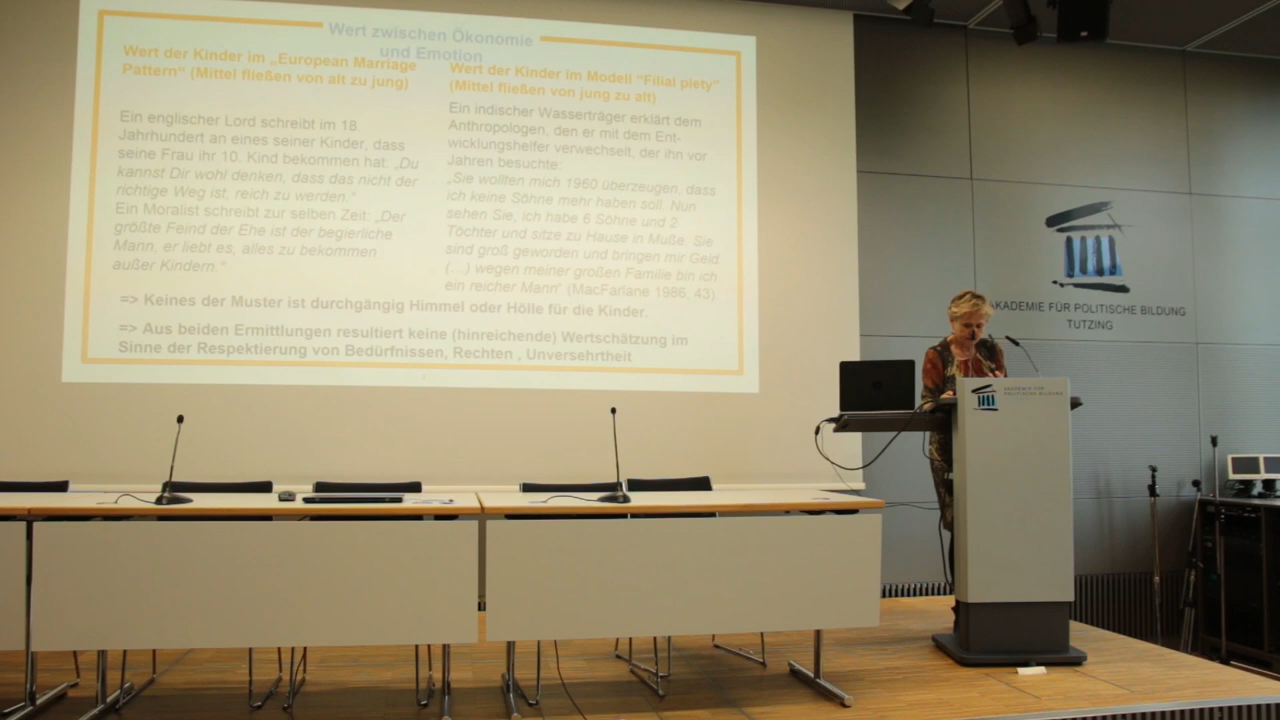 Wert zwischen Ökonomie
und Emotion
Wert der Kinder im „European Marriage
Pattern“ (Mittel fließen von alt zu jung)
Ein englischer Lord schreibt im 18.
Jahrhundert an eines seiner Kinder, dass
seine Frau ihr 10. Kind bekommen hat: „Du
kannst Dir wohl denken, dass das nicht der
richtige Weg ist, reich zu werden.“
Ein Moralist schreibt zur selben Zeit: „Der
größte Feind der Ehe ist der begierliche
Mann, er liebt es, alles zu bekommen
außer Kindern.“
Wert der Kinder im Modell “Filial piety”
(Mittel fließen von jung zu alt)
Ein indischer Wasserträger erklärt dem
Anthropologen, den er mit dem Ent-
wicklungshelfer verwechselt, der ihn vor
Jahren besuchte:
„Sie wollten mich 1960 überzeugen, dass
ich keine Söhne mehr haben soll. Nun
sehen Sie, ich habe 6 Söhne und 2
Töchter und sitze zu Hause in Muße. Sie
sind groß geworden und bringen mir Geld
(...) wegen meiner großen Familie bin ich
ein reicher Mann“ (MacFarlane 1986, 43)
=> Keines der Muster ist durchgängig Himmel oder Hölle für die Kinder.
=> Aus beiden Ermittlungen resultiert keine (hinreichende) Wertschätzung im
Sinne der Respektierung von Bedürfnissen, Rechten , Unversehrtheit
AKADEMIE FÜR POLITISCHE BILDUNG
TUTZING
AKADEMIE FÜR
POLITISCHE BILDUNG